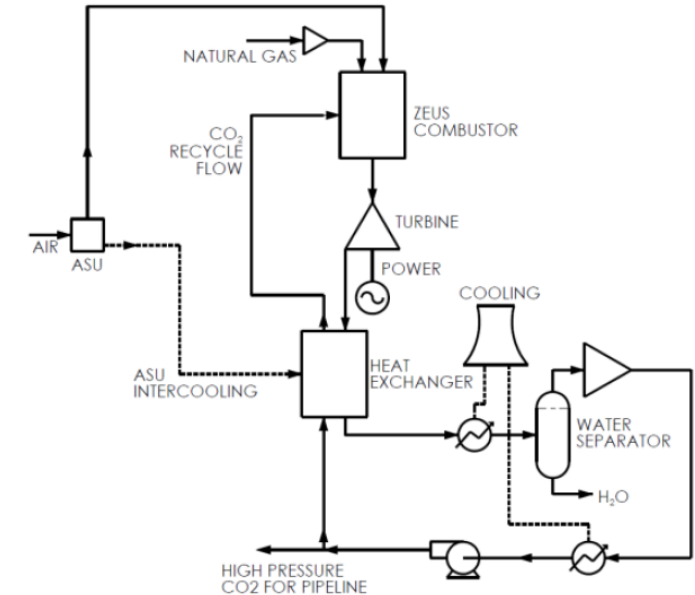 NATURAL GAS
ZEUS
COMBUSTOR
CO₂
RECYCLE
FLOW
TURBINE
AIR
ASU
POWER
COOLING
HEAT
EXCHANGER
ASU
INTERCOOLING
WATER
SEPARATOR
H₂O
HIGH PRESSURE
CO2 FOR PIPELINE